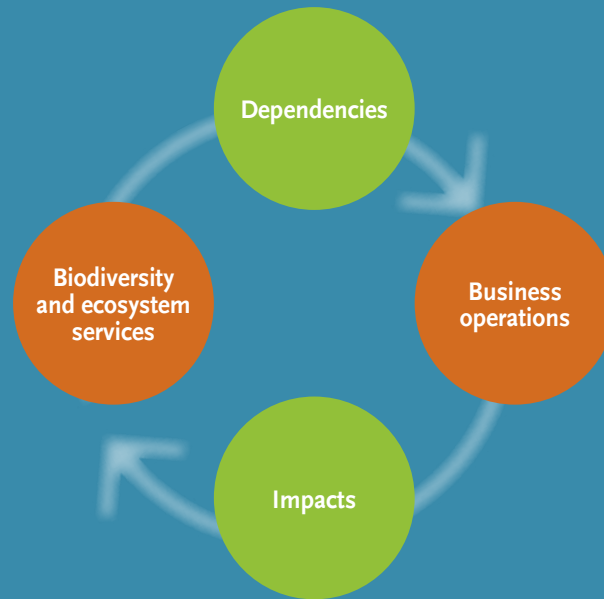 Dependencies
Biodiversity
and ecosystem
services
Business
operations
Impacts